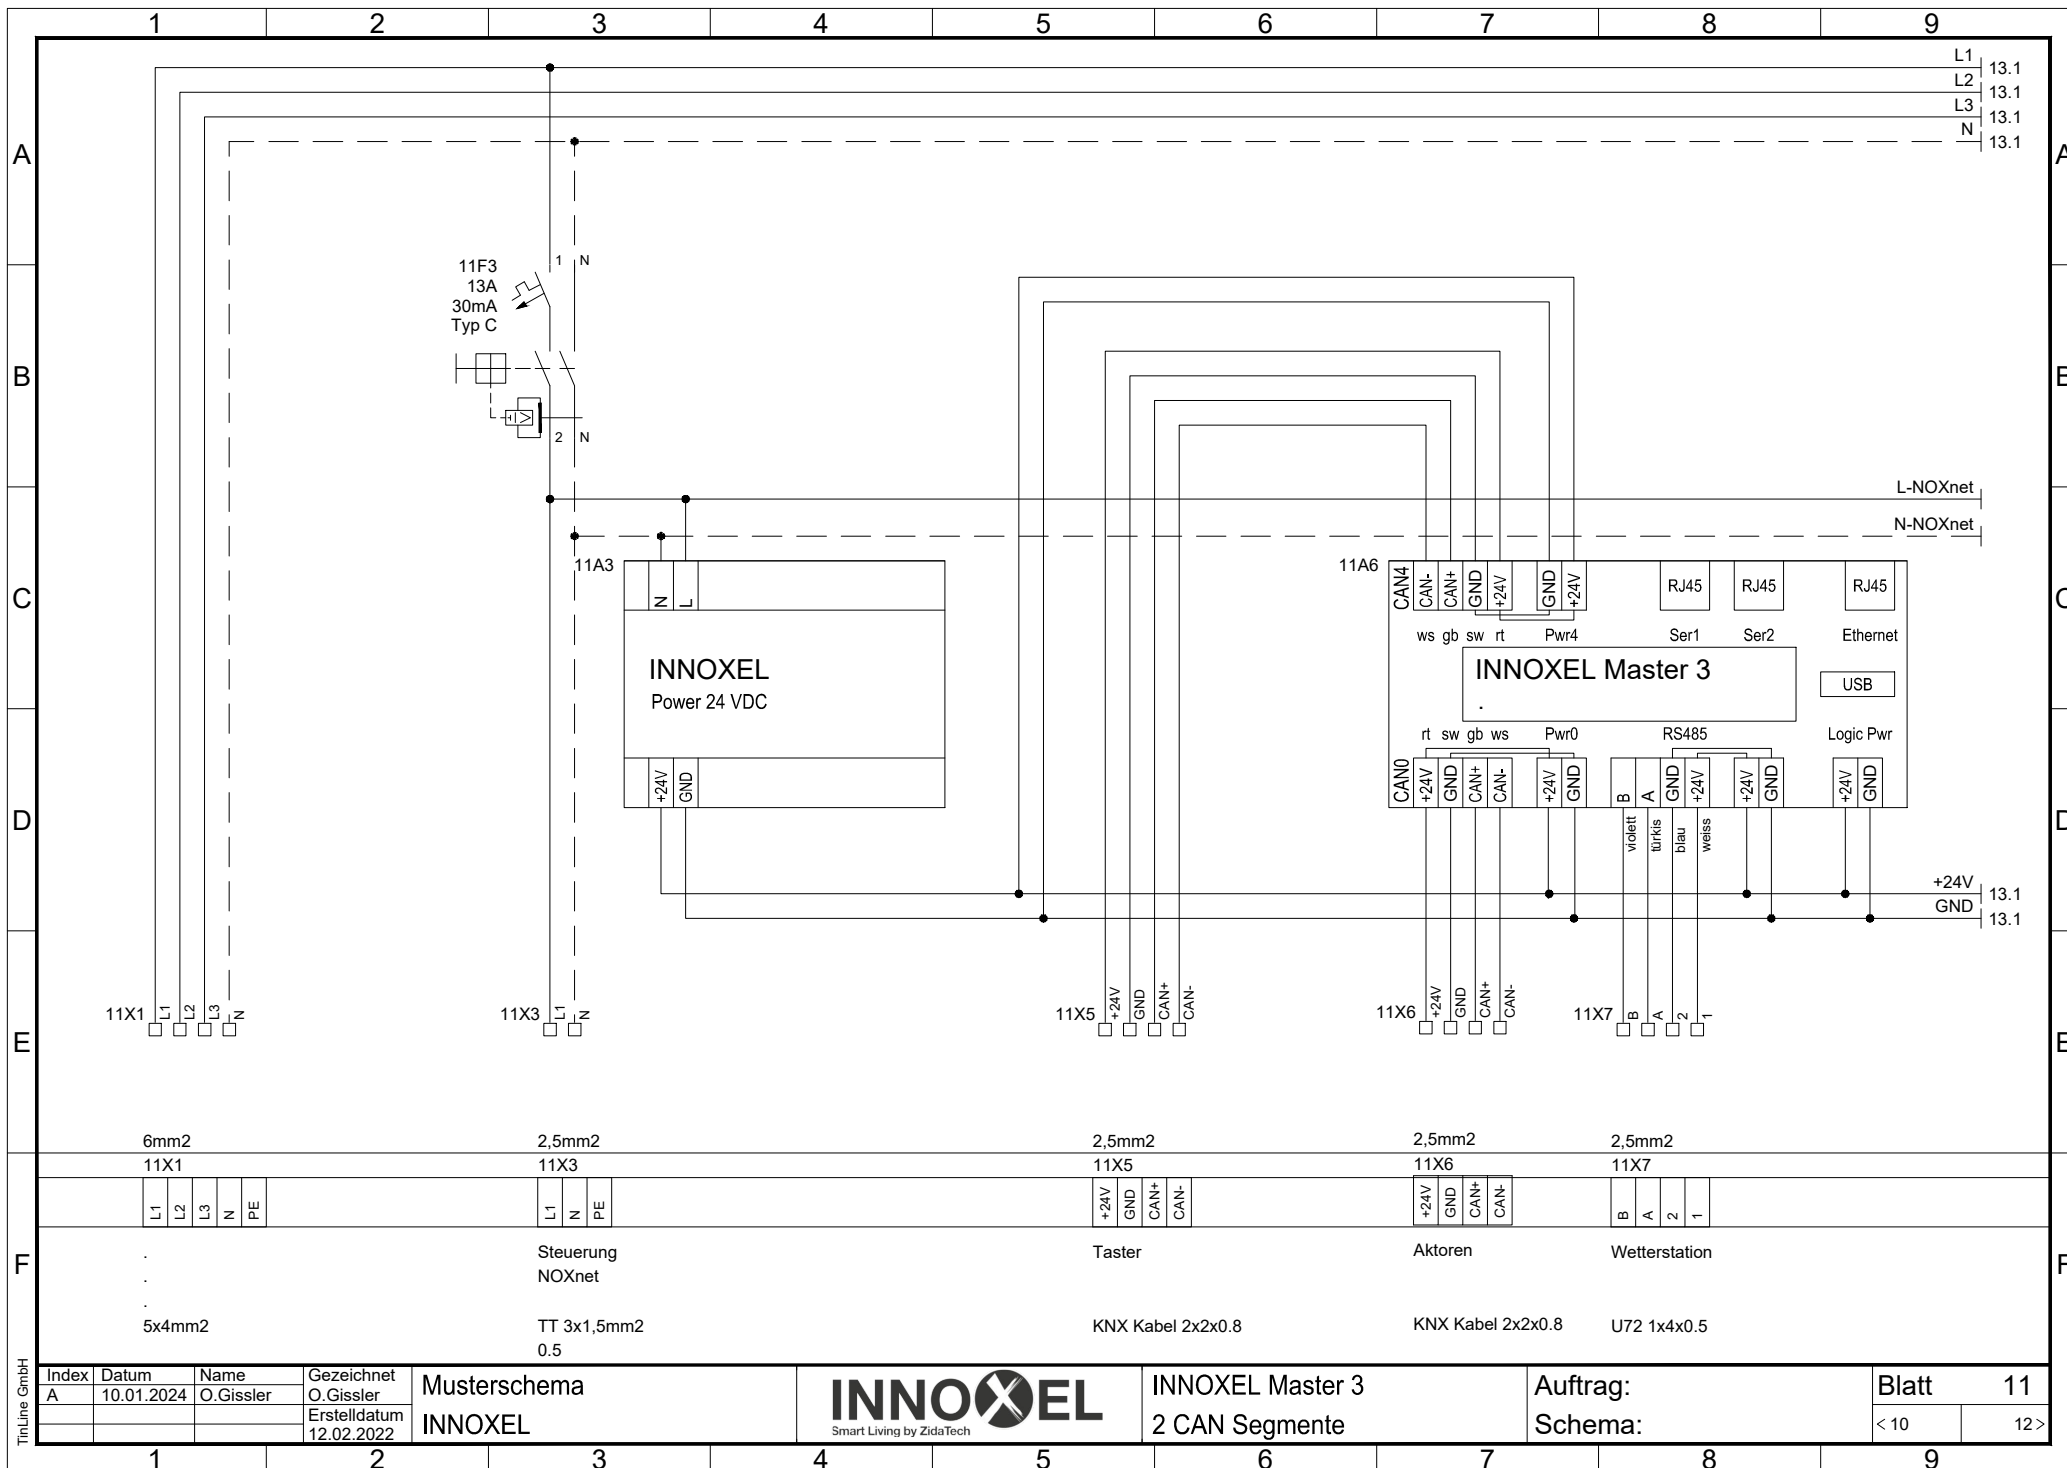 1 2 3 4 5 6 7 8 9
L1 13.1
L2 13.1
L3 13.1
N 13.1
A A
11F3
13A
30mA
Typ C
1 N
B B
2 N
L-NOXnet
N-NOXnet
11A3
N L
INNOXEL
Power 24 VDC
+24V GND
11A6
CAN4 CAN- CAN+ GND +24V GND +24V
RJ45 RJ45 RJ45
C C
ws gb sw rt Pwr4 Ser1 Ser2 Ethernet
INNOXEL Master 3
.
USB
rt sw gb ws Pwr0 RS485 Logic Pwr
CAN0 +24V GND CAN+ CAN- +24V GND B A GND +24V +24V GND +24V GND
D D
violett türkis blau weiss
+24V 13.1
GND 13.1
11X1 L1 L2 L3 N
11X3 L1 N
11X5 +24V GND CAN+ CAN-
11X6 +24V GND CAN+ CAN-
11X7 B A 2 1
E E
6mm2 2,5mm2 2,5mm2 2,5mm2 2,5mm2
11X1 11X3 11X5 11X6 11X7
L1 L2 L3 N PE L1 N PE +24V GND CAN+ CAN- +24V GND CAN+ CAN- B A 2 1
F F
. Steuerung Taster Aktoren Wetterstation
. NOXnet
.
5x4mm2 TT 3x1,5mm2 KNX Kabel 2x2x0.8 KNX Kabel 2x2x0.8 U72 1x4x0.5
0.5
TinLine GmbH
Index Datum Name Gezeichnet
A 10.01.2024 O.Gissler O.Gissler
Erstelldatum
12.02.2022
Musterschema
INNOXEL
INNOXEL
Smart Living by ZidaTech
INNOXEL Master 3
2 CAN Segmente
Auftrag:
Schema:
Blatt 11
< 10 12 >
1 2 3 4 5 6 7 8 9